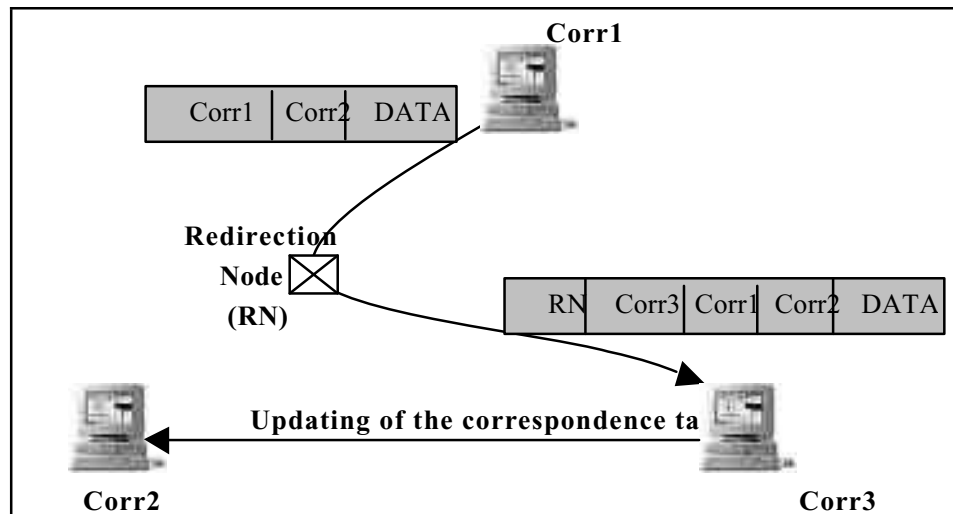 Corr1
Corr1 Corr2 DATA
Redirection
Node
(RN)
RN Corr3 Corr1 Corr2 DATA
Updating of the correspondence ta
Corr2
Corr3